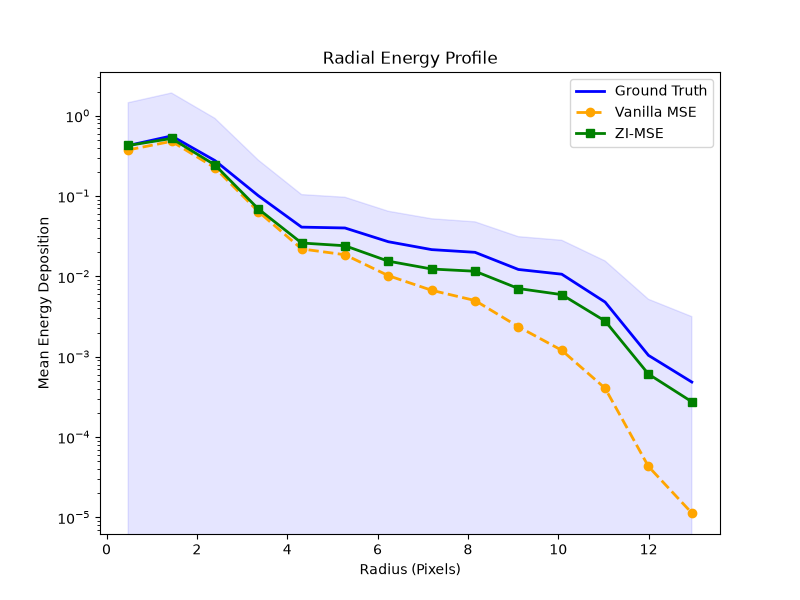 Radial Energy Profile
Ground Truth
Vanilla MSE
ZI-MSE
Mean Energy Deposition
10⁰
10⁻¹
10⁻²
10⁻³
10⁻⁴
10⁻⁵
0 2 4 6 8 10 12
Radius (Pixels)